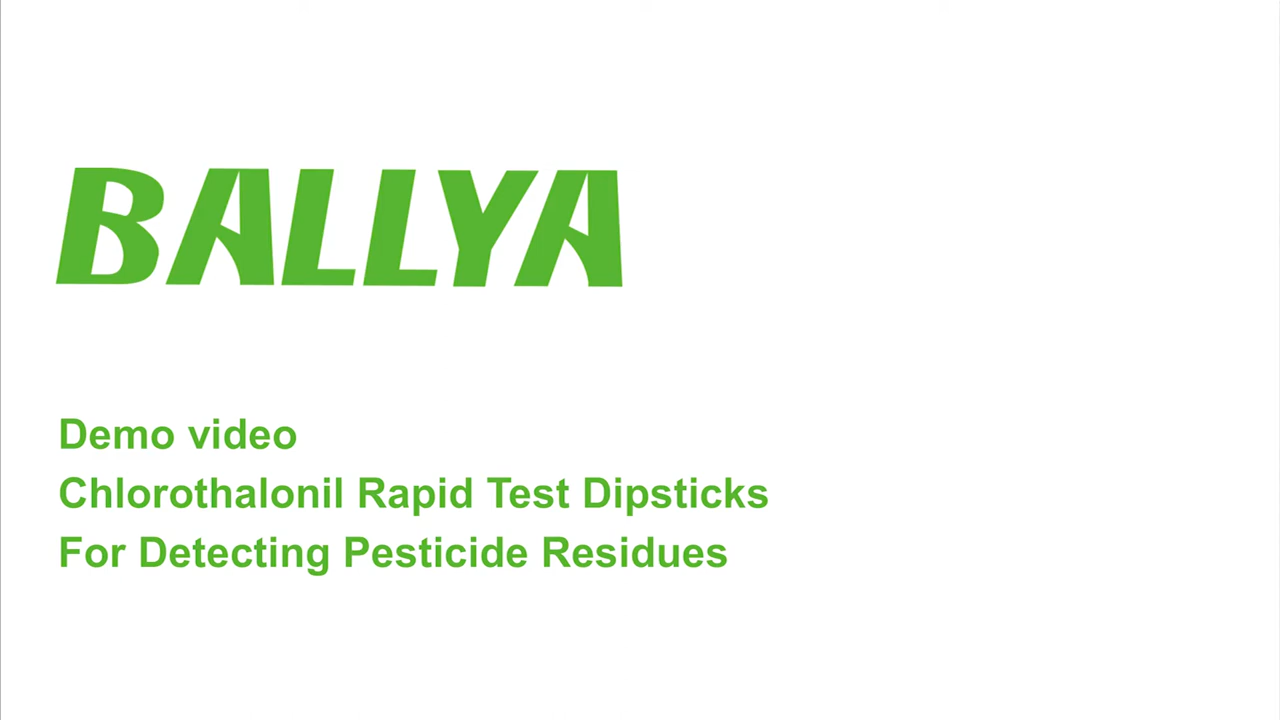 BALLYA
Demo video
Chlorothalonil Rapid Test Dipsticks
For Detecting Pesticide Residues